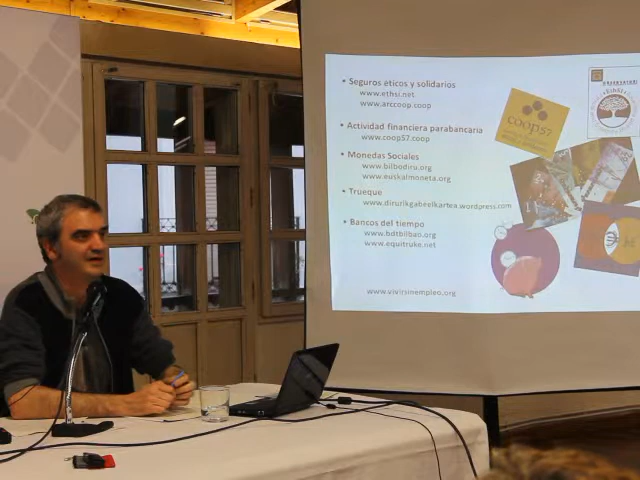 • Seguros éticos y solidarios
www.ethsi.net
www.arccoop.coop
• Actividad financiera parabancaria
www.coop57.coop
• Monedas Sociales
www.bilbodiru.org
www.euskalmoneta.org
• Trueque
www.dirurikgabeelkartea.wordpress.com
• Bancos del tiempo
www.bdtbilbao.org
www.equitruke.net
www.vivirsinempleo.org
coop57